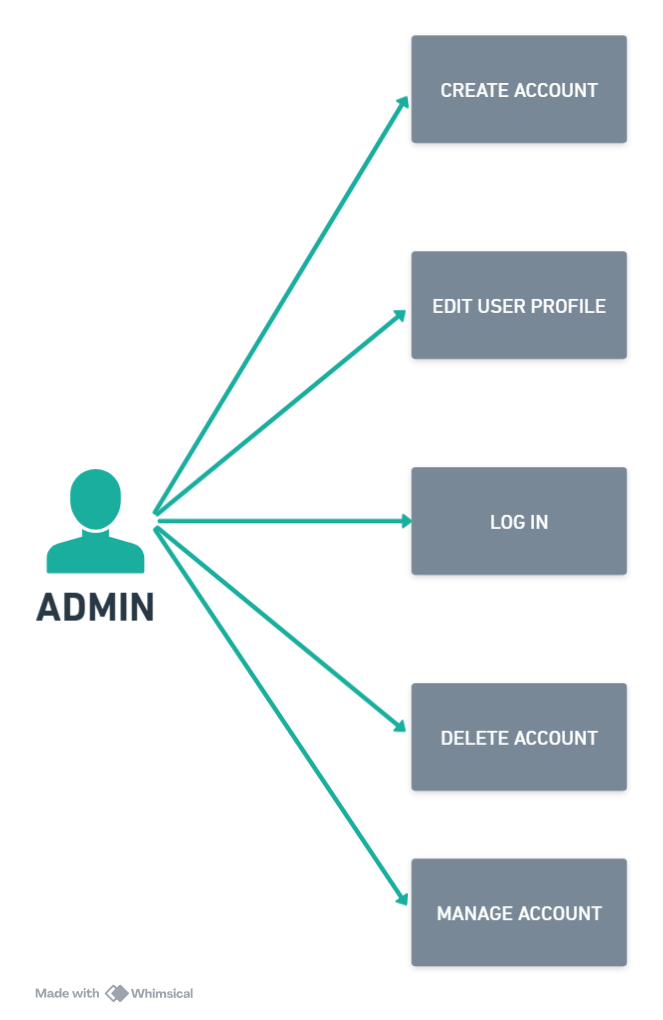 CREATE ACCOUNT
EDIT USER PROFILE
LOG IN
ADMIN
DELETE ACCOUNT
MANAGE ACCOUNT
Made with Whimsical